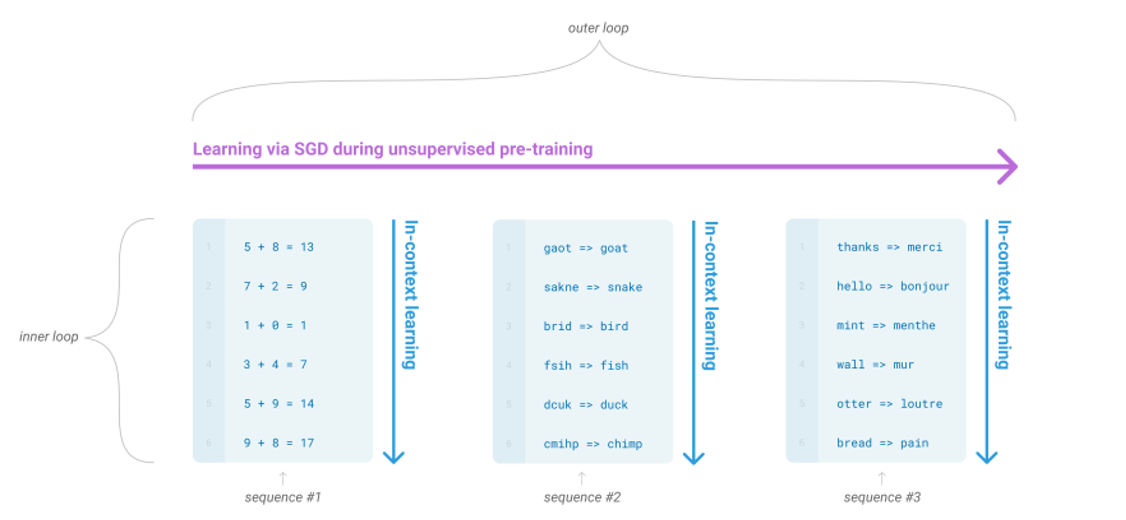 outer loop
Learning via SGD during unsupervised pre-training
inner loop
1 5 + 8 = 13
2 7 + 2 = 9
3 1 + 0 = 1
4 3 + 4 = 7
5 5 + 9 = 14
6 9 + 8 = 17
In-context learning
sequence #1
1 gaot => goat
2 sakne => snake
3 brid => bird
4 fsih => fish
5 dcuk => duck
6 cmihp => chimp
In-context learning
sequence #2
1 thanks => merci
2 hello => bonjour
3 mint => menthe
4 wall => mur
5 otter => loutre
6 bread => pain
In-context learning
sequence #3